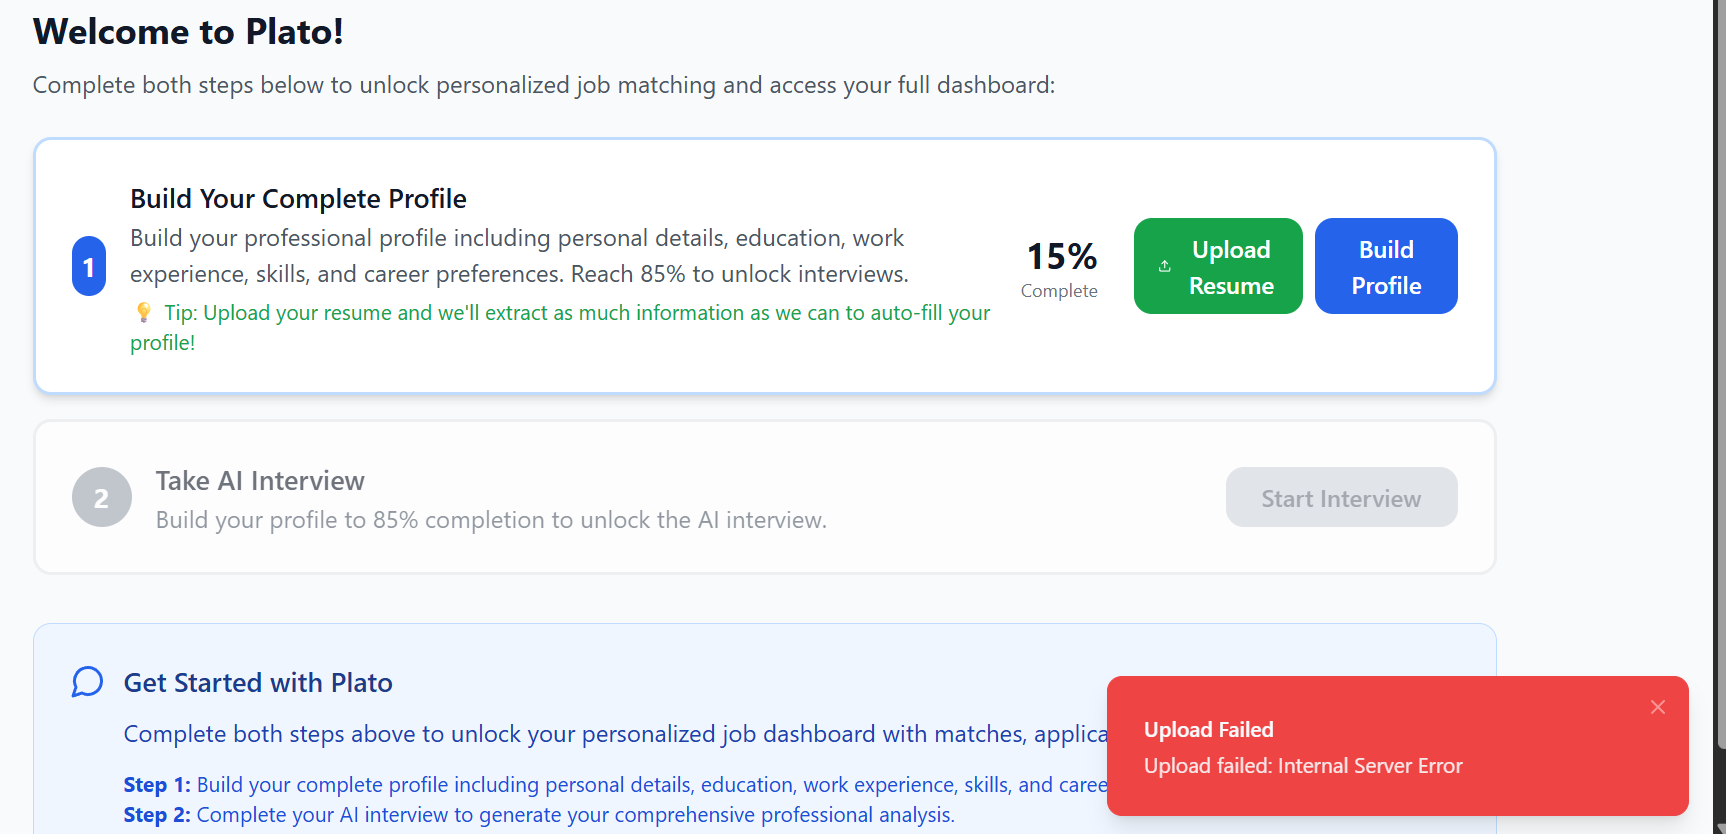 Welcome to Plato!
Complete both steps below to unlock personalized job matching and access your full dashboard:
1
Build Your Complete Profile
Build your professional profile including personal details, education, work
experience, skills, and career preferences. Reach 85% to unlock interviews.
💡 Tip: Upload your resume and we'll extract as much information as we can to auto-fill your
profile!
15%
Complete
Upload
Resume
Build
Profile
2
Take AI Interview
Build your profile to 85% completion to unlock the AI interview.
Start Interview
Get Started with Plato
Complete both steps above to unlock your personalized job dashboard with matches,
Step 1: Build your complete profile including personal details, education, work experience, skills, and
Step 2: Complete your AI interview to generate your comprehensive professional analysis.
Upload Failed
Upload failed: Internal Server Error